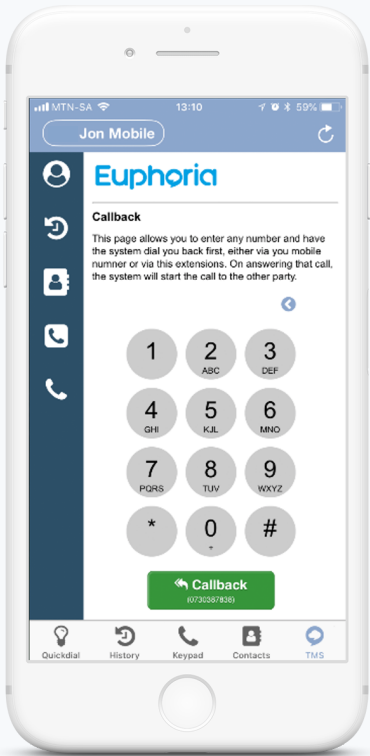 MTN-SA 13:10 59%
Jon Mobile
Euphoria
Callback
This page allows you to enter any number and have
the system dial you back first, either via you mobile
numner or via this extensions. On answering that call,
the system will start the call to the other party.
1 2 3
ABC DEF
4 5 6
GHI KJL MNO
7 8 9
PQRS TUV WXYZ
* 0 #
+
Callback
(0730387838)
Quickdial History Keypad Contacts TMS